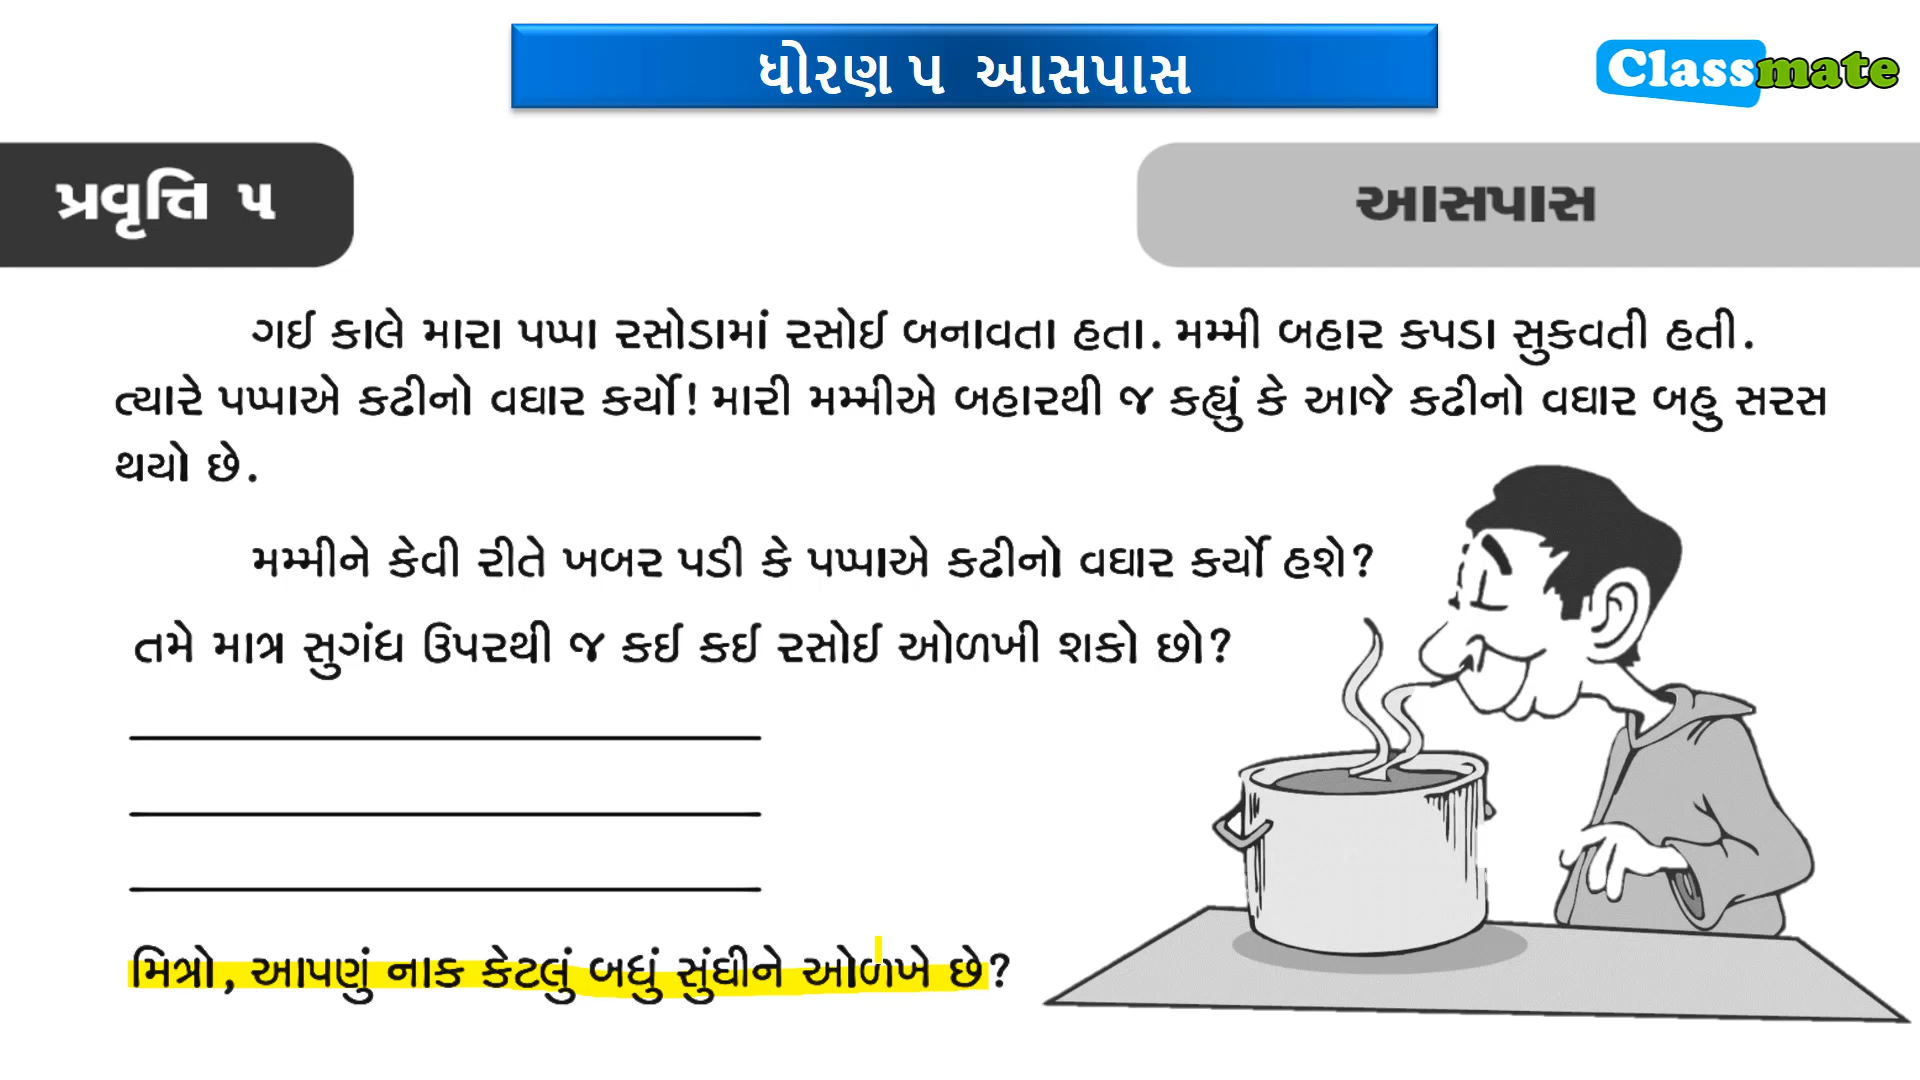 ધોરણ ૫ આસપાસ
Classmate
પ્રવૃત્તિ ૫
આસપાસ
ગઈ કાલે મારા પપ્પા રસોડામાં રસોઈ બનાવતા હતા. મમ્મી બહાર કપડા સુકવતી હતી.
ત્યારે પપ્પાએ કઢીનો વઘાર કર્યો! મારી મમ્મીએ બહારથી જ કહ્યું કે આજે કઢીનો વઘાર બહુ સરસ
થયો છે.
મમ્મીને કેવી રીતે ખબર પડી કે પપ્પાએ કઢીનો વઘાર કર્યો હશે?
તમે માત્ર સુગંધ ઉપરથી જ કઈ કઈ રસોઈ ઓળખી શકો છો?
મિત્રો, આપણું નાક કેટલું બધું સુંઘીને ઓળખે છે?